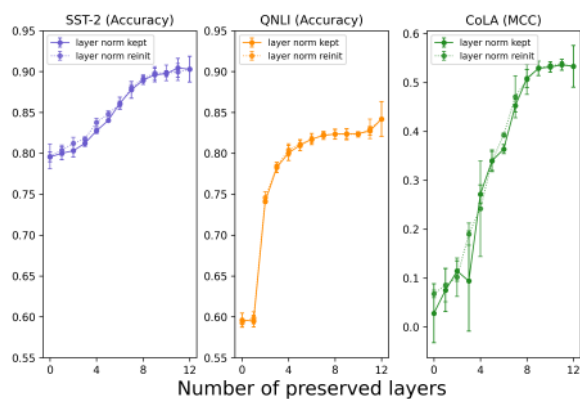 SST-2 (Accuracy) QNLI (Accuracy) CoLA (MCC)
layer norm kept
layer norm reinit
layer norm kept
layer norm reinit
layer norm kept
layer norm reinit
0.95
0.90
0.85
0.80
0.75
0.70
0.65
0.60
0.55
0.95
0.90
0.85
0.80
0.75
0.70
0.65
0.60
0.55
0.6
0.5
0.4
0.3
0.2
0.1
0.0
0 4 8 12 0 4 8 12 0 4 8 12
Number of preserved layers